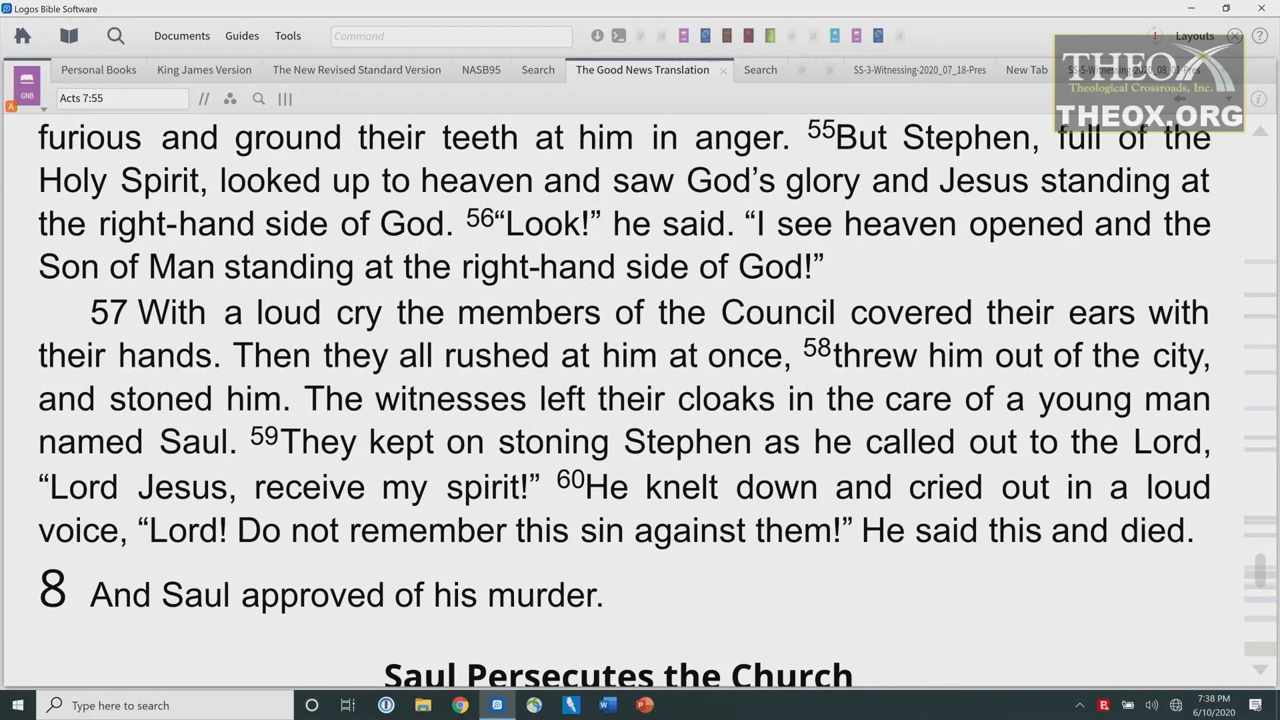 Logos Bible Software
Documents Guides Tools Command Layouts
Personal Books King James Version The New Revised Standard NASB95 Search The Good News Translation Search SS-3-Witnessing-2020_07_18-Pres New Tab SS-5-Witnessing-2020_08_01-Pres
THEOX
Theological Crossroads, Inc.
THEOX.ORG
GNB
A
Acts 7:55
furious and ground their teeth at him in anger. 55But Stephen, full of the
Holy Spirit, looked up to heaven and saw God’s glory and Jesus standing at
the right-hand side of God. 56“Look!” he said. “I see heaven opened and the
Son of Man standing at the right-hand side of God!”
57 With a loud cry the members of the Council covered their ears with
their hands. Then they all rushed at him at once, 58threw him out of the city,
and stoned him. The witnesses left their cloaks in the care of a young man
named Saul. 59They kept on stoning Stephen as he called out to the Lord,
“Lord Jesus, receive my spirit!” 60He knelt down and cried out in a loud
voice, “Lord! Do not remember this sin against them!” He said this and died.
8 And Saul approved of his murder.
Saul Persecutes the Church
Type here to search
7:38 PM
6/10/2020